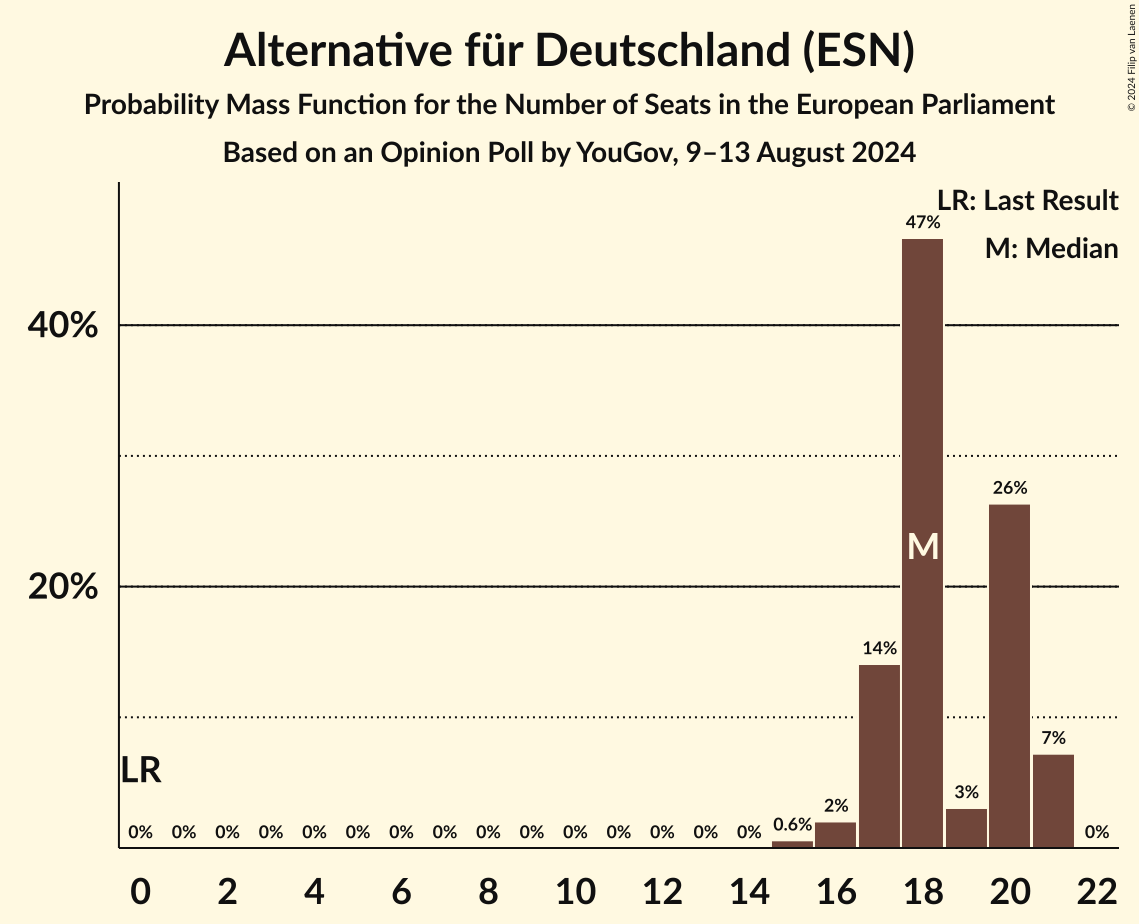 Alternative für Deutschland (ESN)
Probability Mass Function for the Number of Seats in the European Parliament
Based on an Opinion Poll by YouGov, 9–13 August 2024
© 2024 Filip van Laenen
LR: Last Result
M: Median
47%
40%
26%
M
20%
14%
7%
LR
3%
2%
0% 0% 0% 0% 0% 0% 0% 0% 0% 0% 0% 0% 0% 0% 0% 0.6% 0%
0 2 4 6 8 10 12 14 16 18 20 22